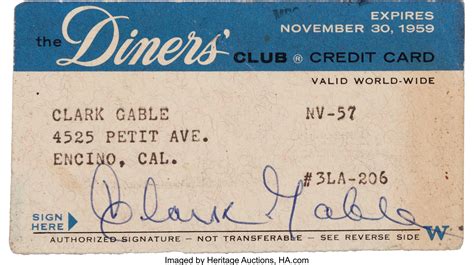 EXPIRES
NOVEMBER 30, 1959
the Diners' CLUB ® CREDIT CARD
VALID WORLD-WIDE
CLARK GABLE NV-57
4525 PETIT AVE.
ENCINO, CAL.
#3LA-206
SIGN HERE Clark Gable W
AUTHORIZED SIGNATURE - NOT TRANSFERABLE - SEE REVERSE SIDE
Imaged by Heritage Auctions, HA.com